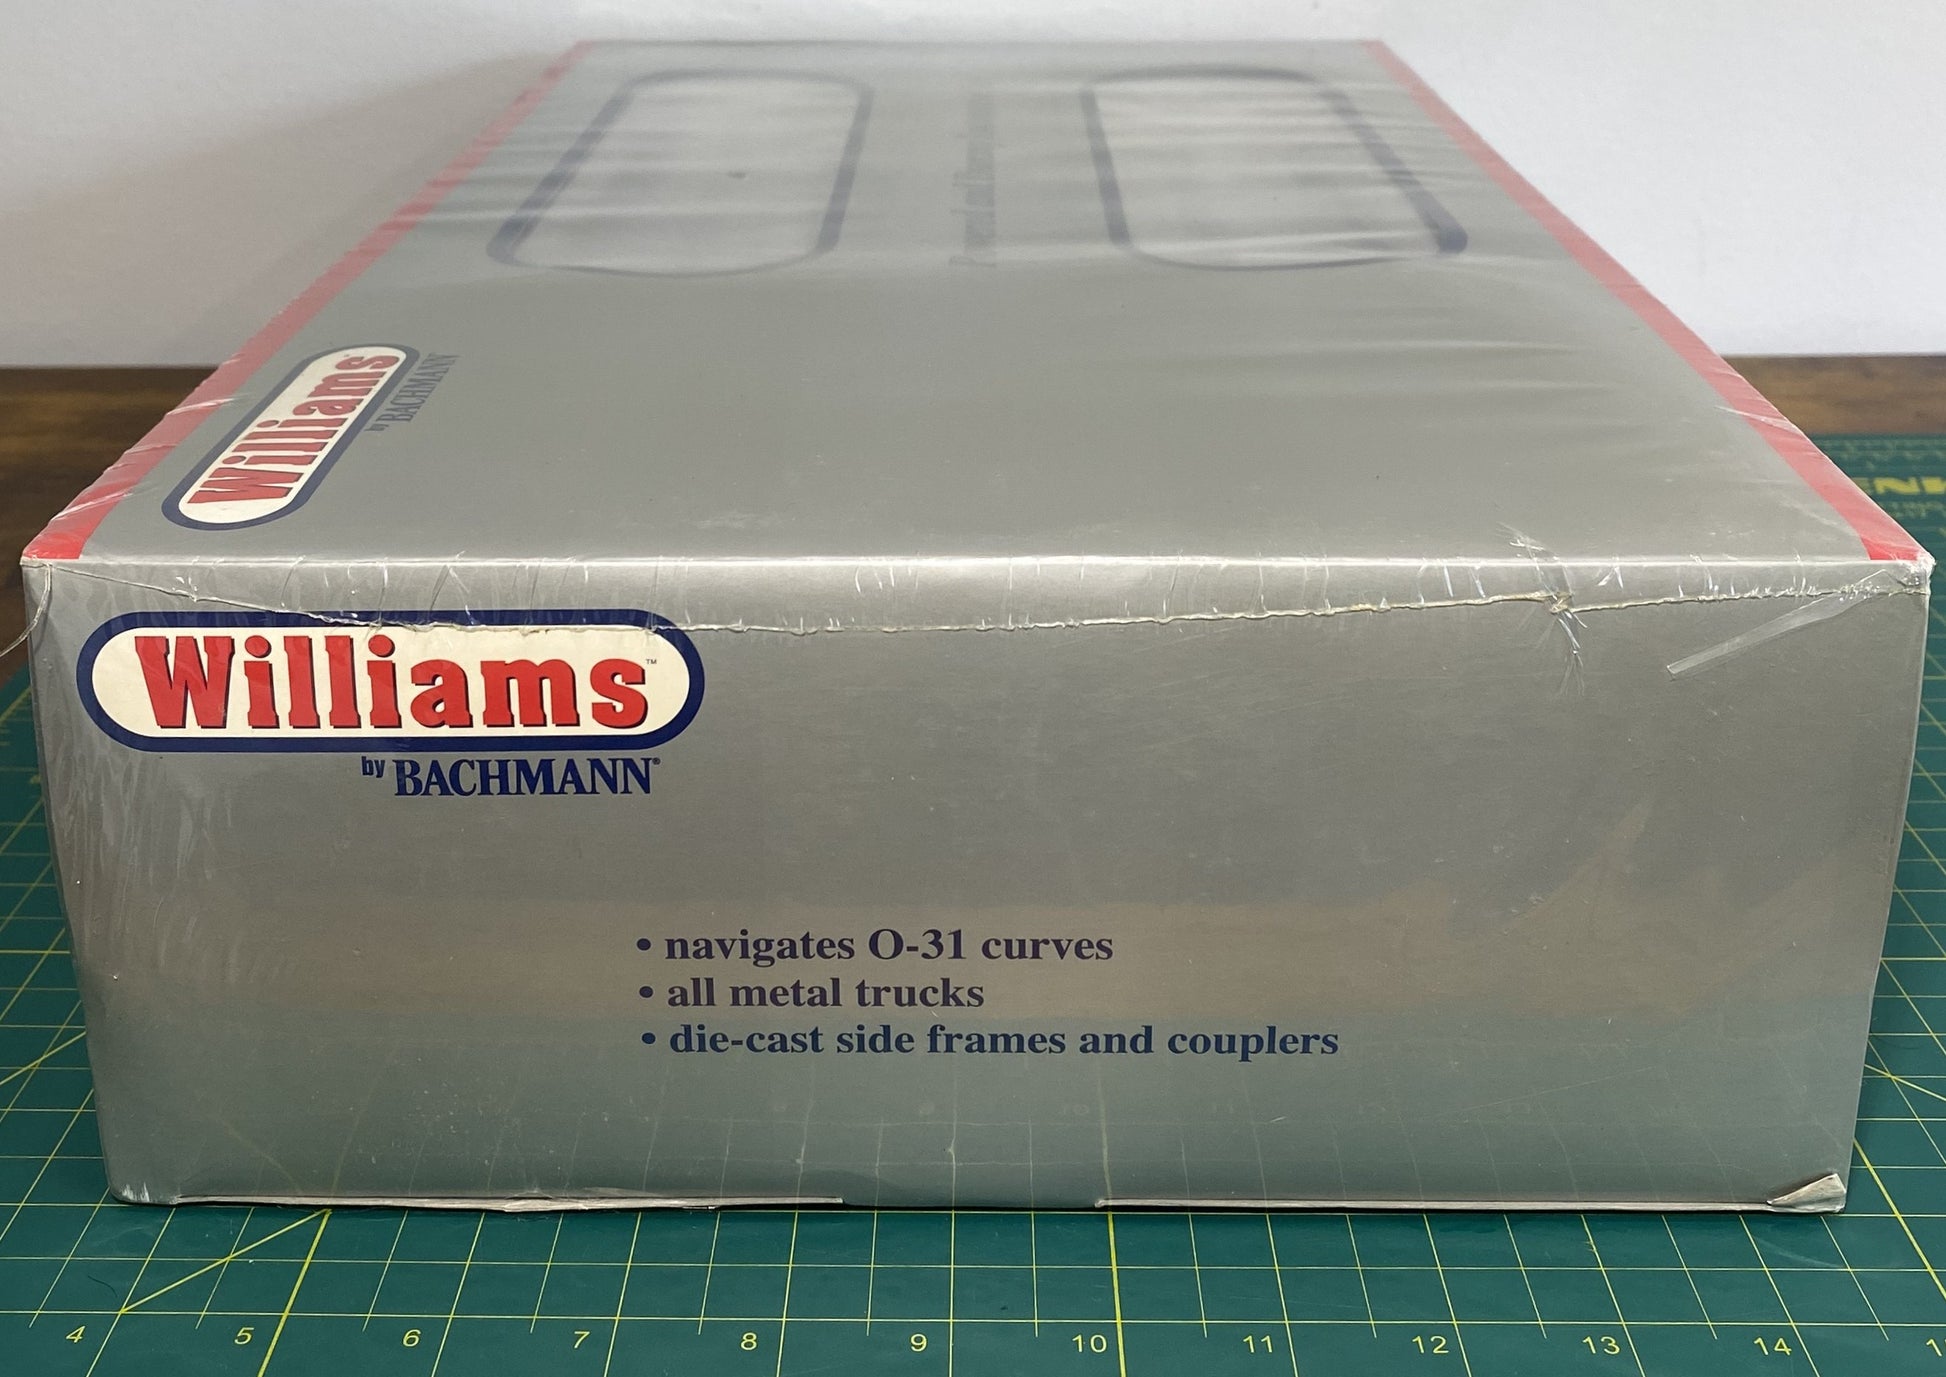 Williams
by BACHMANN
Williams™
by BACHMANN®
• navigates O-31 curves
• all metal trucks
• die-cast side frames and couplers
4 5 6 7 8 9 10 11 12 13 14